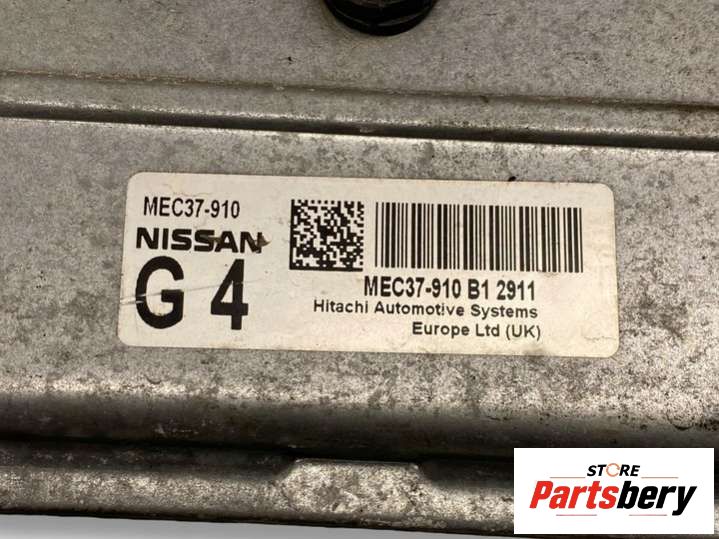 MEC37-910
NISSAN
G 4
MEC37-910 B1 2911
Hitachi Automotive Systems
Europe Ltd (UK)
STORE
Partsbery